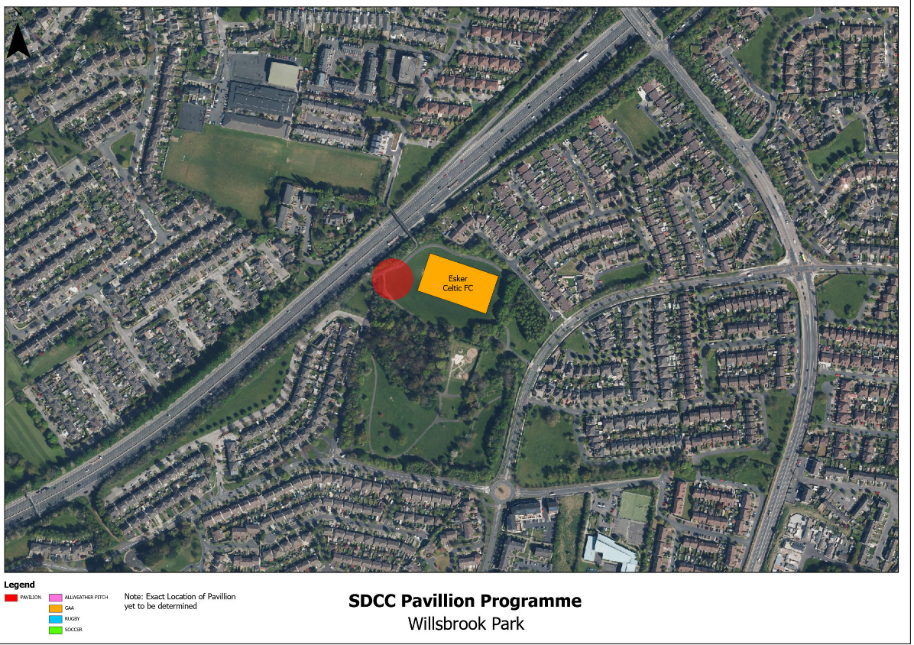 Esker
Celtic FC
Legend
PAVILION
ALLWEATHER PITCH
GAA
RUGBY
SOCCER
Note: Exact Location of Pavillion
yet to be determined
SDCC Pavillion Programme
Willsbrook Park